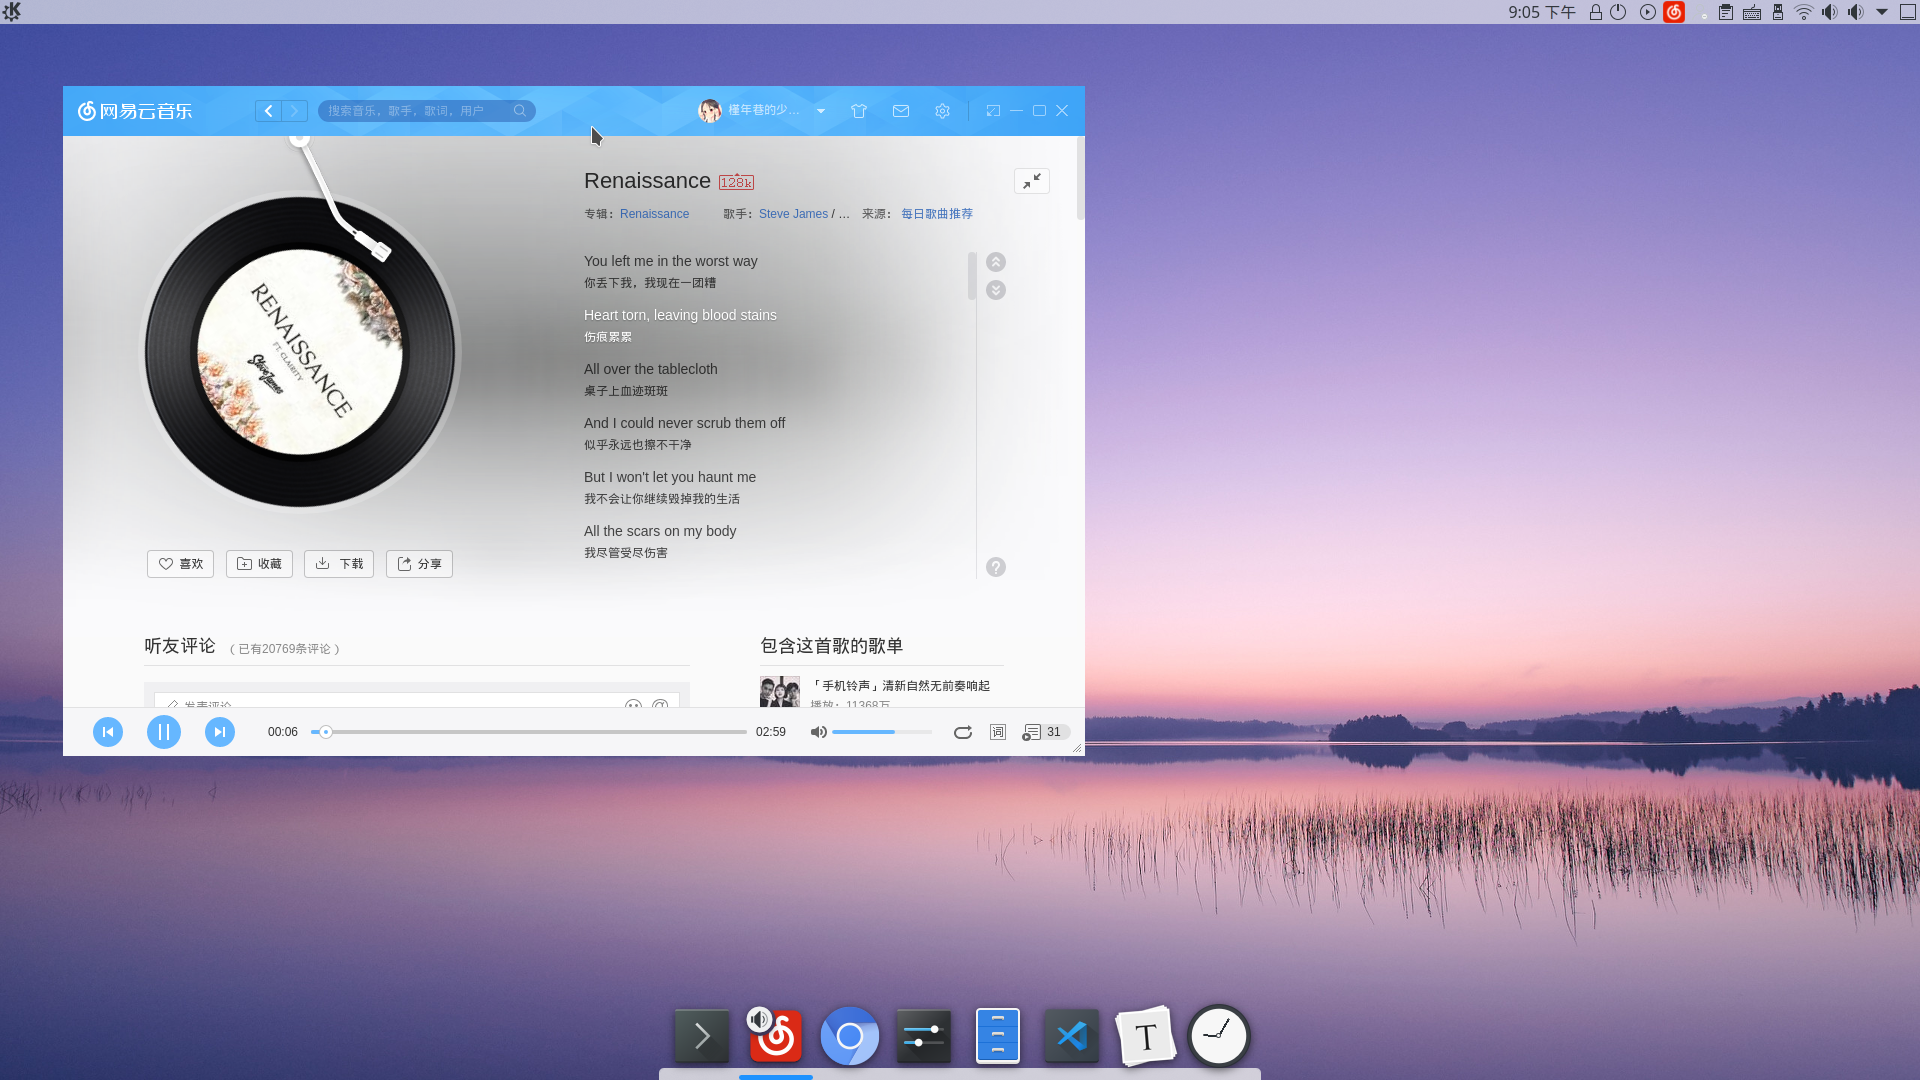 9:05 下午
网易云音乐
搜索音乐，歌手，歌词，用户
槿年巷的少...
Renaissance 128k
专辑：Renaissance 歌手：Steve James / ... 来源：每日歌曲推荐
You left me in the worst way
你丢下我，我现在一团糟
Heart torn, leaving blood stains
伤痕累累
All over the tablecloth
桌子上血迹斑斑
And I could never scrub them off
似乎永远也擦不干净
But I won't let you haunt me
我不会让你继续毁掉我的生活
All the scars on my body
我尽管受尽伤害
RENAISSANCE
FT. CLAIRITY
Steve James
喜欢 收藏 下载 分享
听友评论 （已有20769条评论）
发表评论
包含这首歌的歌单
「手机铃声」清新自然无前奏响起
播放：11368万
00:06 02:59 词 31
T